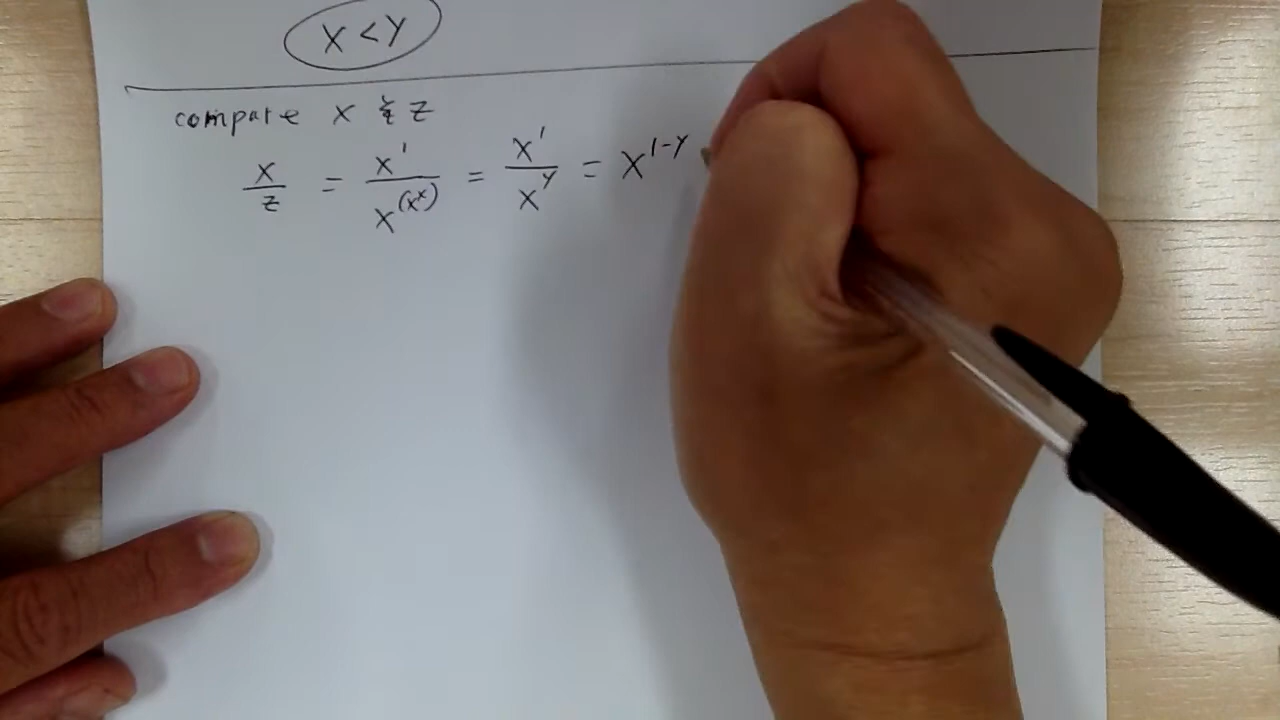 x < y
compare x & z
x/z = x^1/x^(x^x) = x^1/x^y = x^1-y